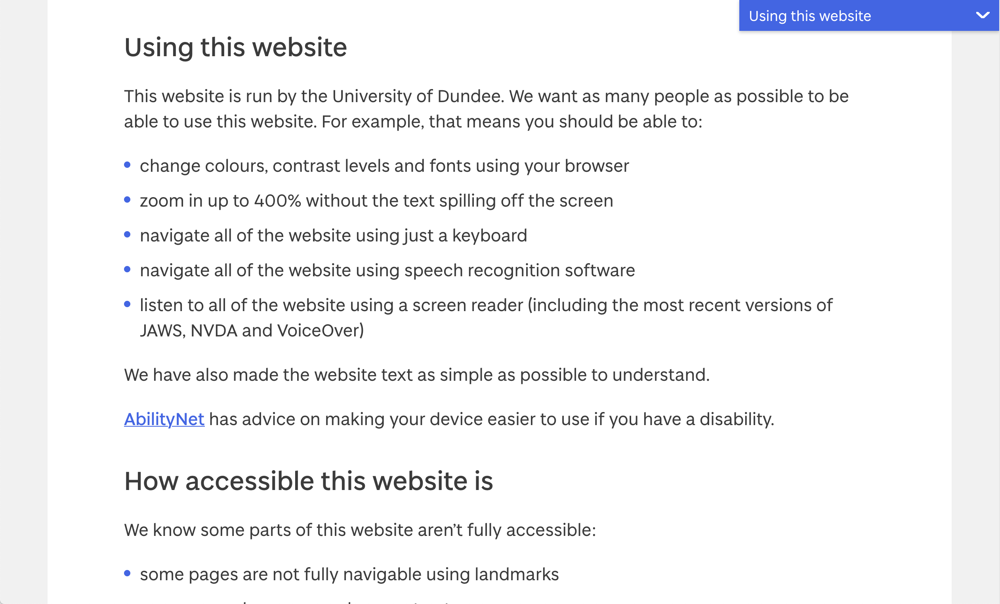 Using this website
Using this website
This website is run by the University of Dundee. We want as many people as possible to be
able to use this website. For example, that means you should be able to:
change colours, contrast levels and fonts using your browser
zoom in up to 400% without the text spilling off the screen
navigate all of the website using just a keyboard
navigate all of the website using speech recognition software
listen to all of the website using a screen reader (including the most recent versions of
JAWS, NVDA and VoiceOver)
We have also made the website text as simple as possible to understand.
AbilityNet has advice on making your device easier to use if you have a disability.
How accessible this website is
We know some parts of this website aren’t fully accessible:
some pages are not fully navigable using landmarks